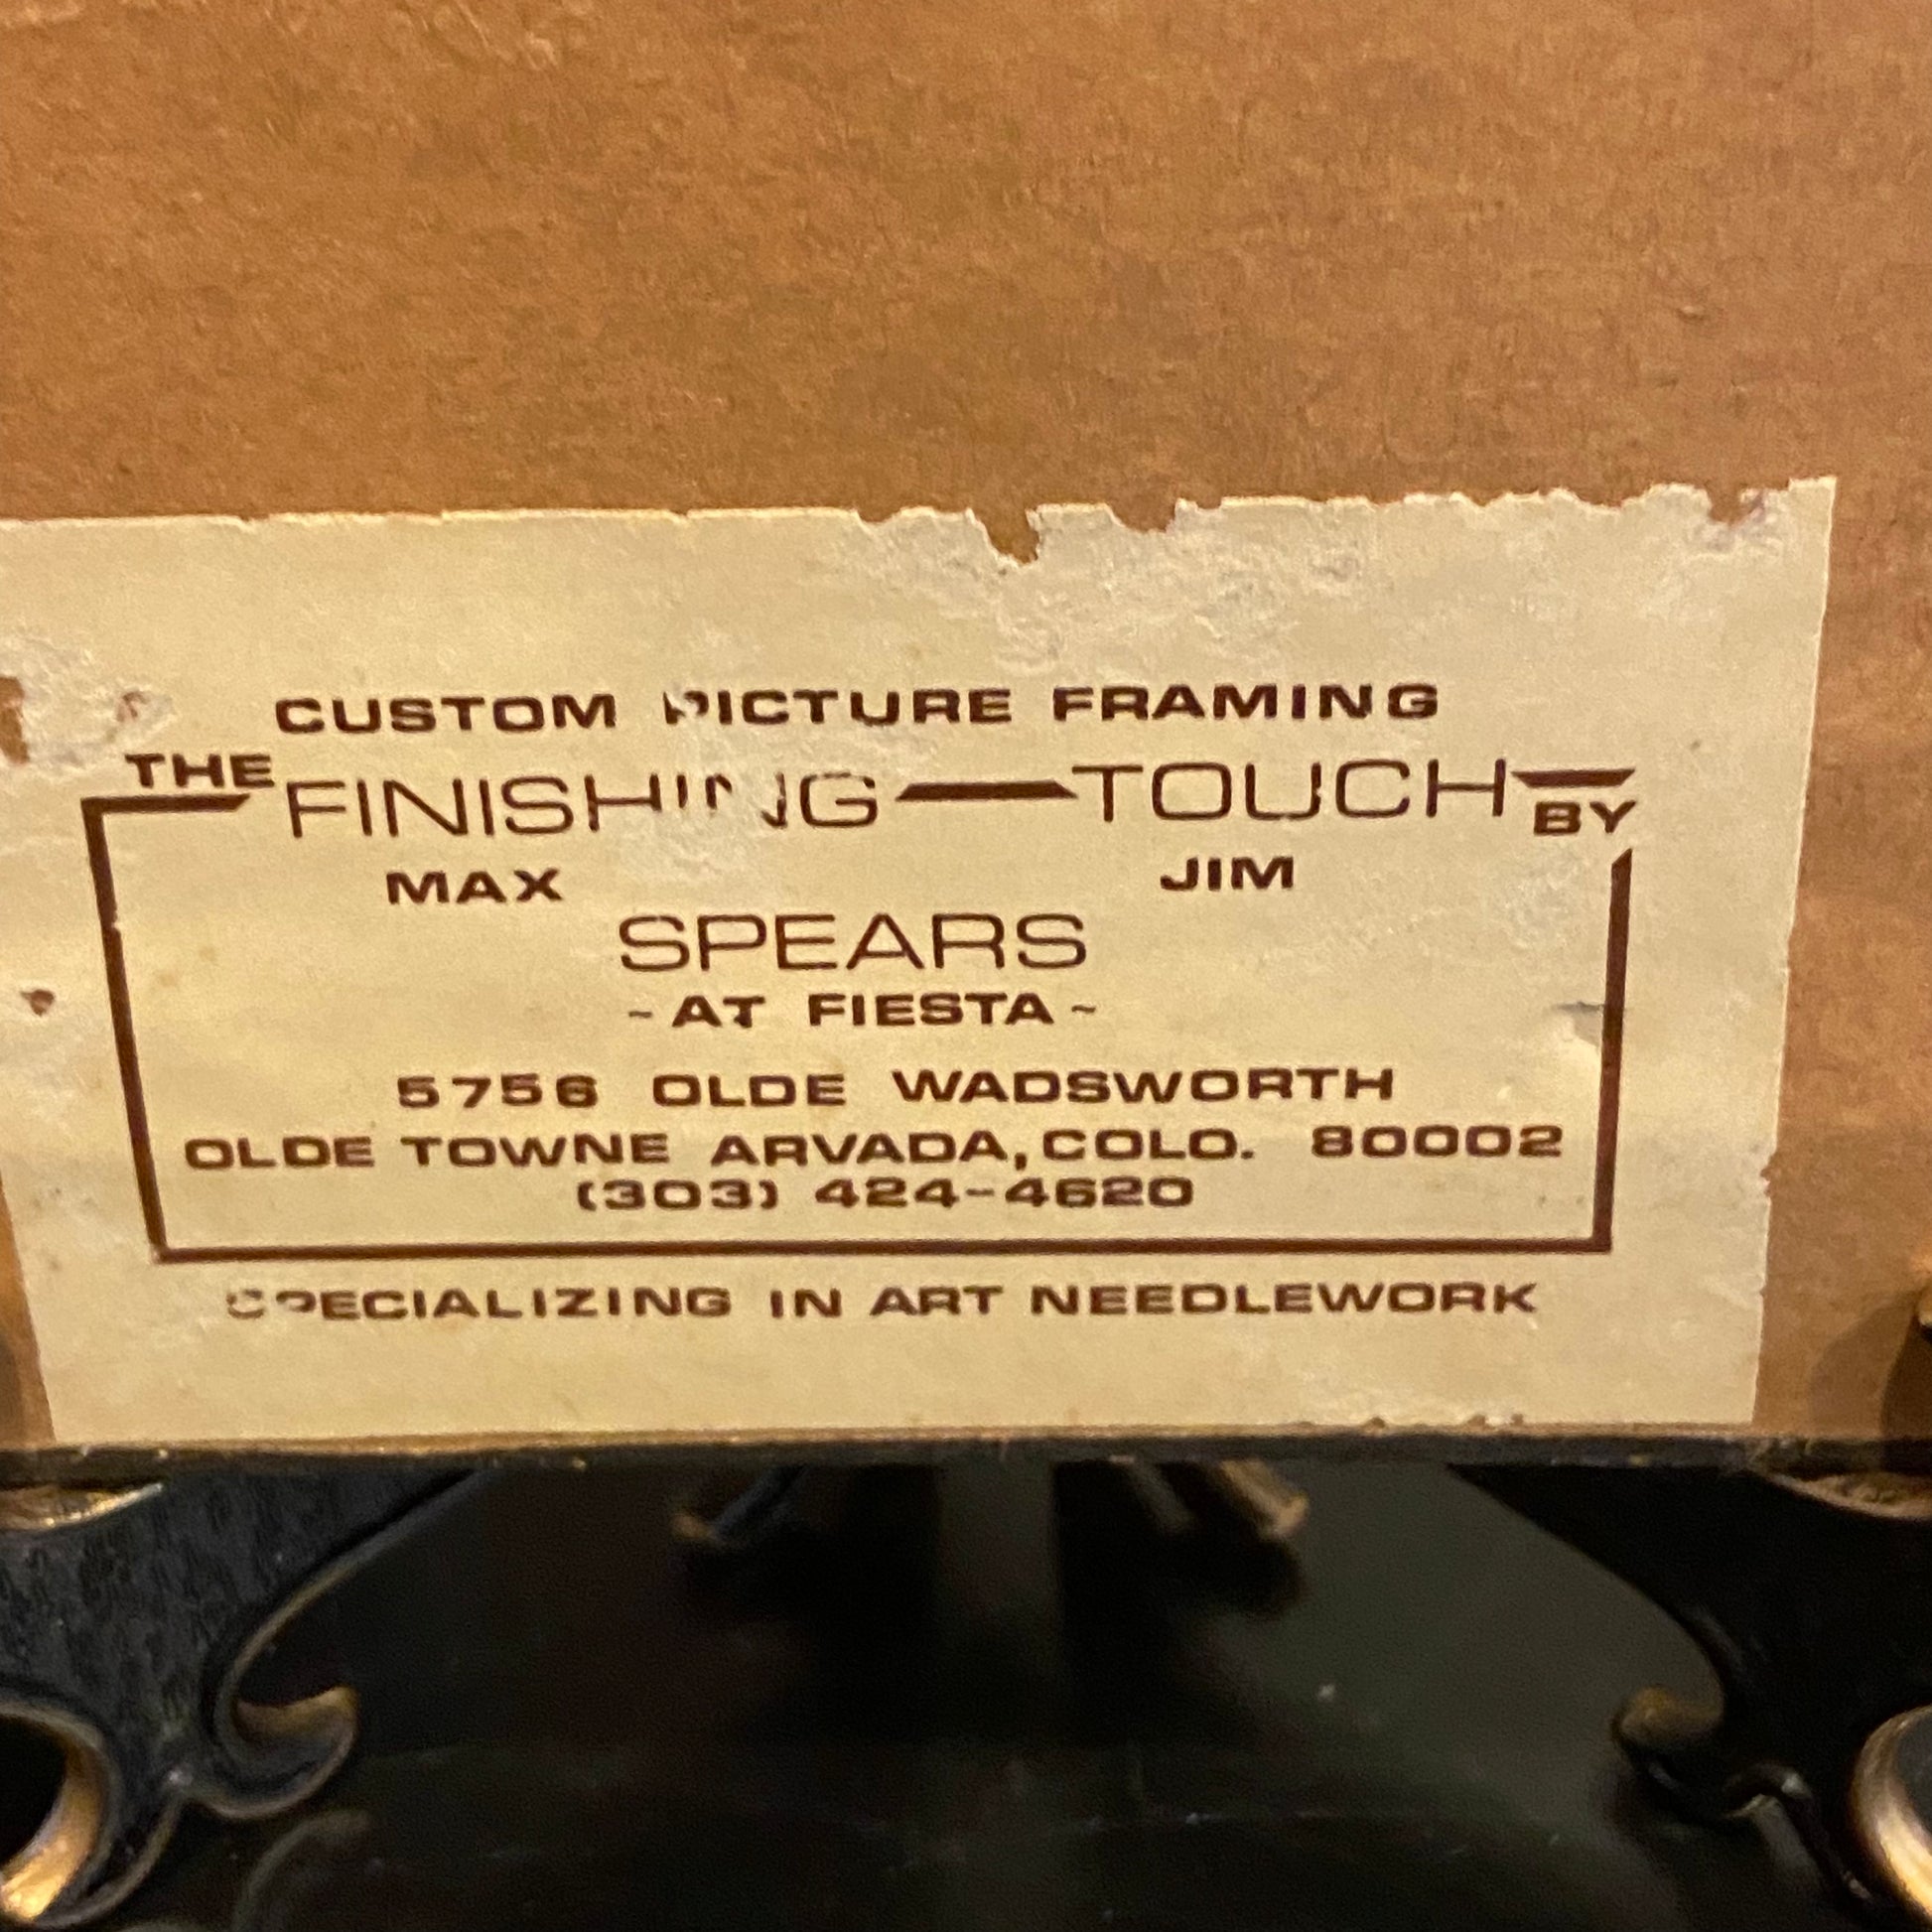 CUSTOM PICTURE FRAMING
THE FINISHING TOUCH BY
MAX JIM
SPEARS
~ AT FIESTA ~
5756 OLDE WADSWORTH
OLDE TOWNE ARVADA, COLO. 80002
(303) 424-4620
SPECIALIZING IN ART NEEDLEWORK